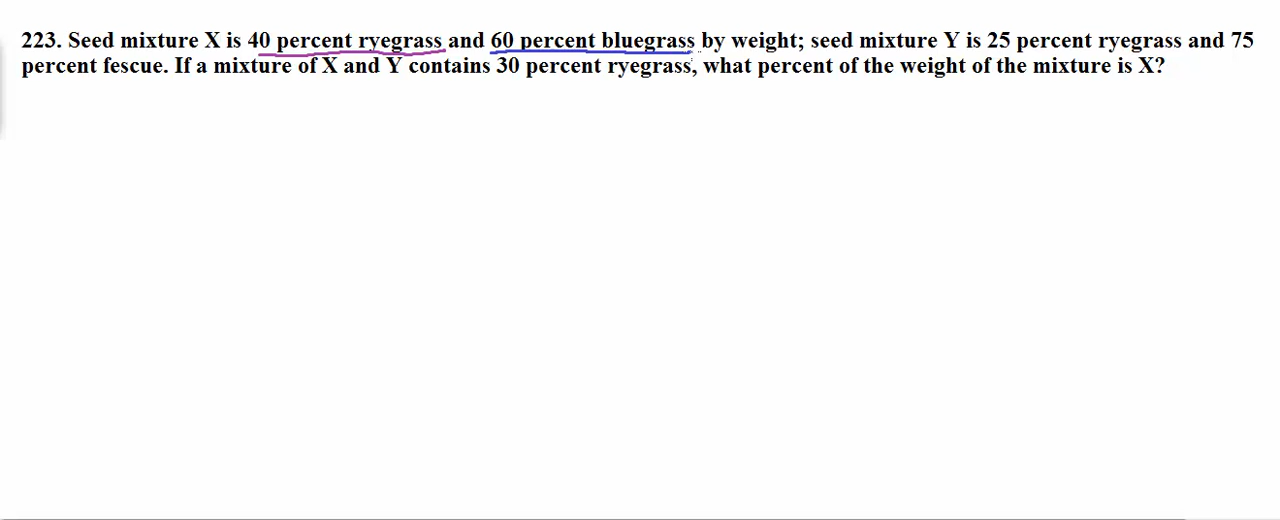 223. Seed mixture X is 40 percent ryegrass and 60 percent bluegrass by weight; seed mixture Y is 25 percent ryegrass and 75
percent fescue. If a mixture of X and Y contains 30 percent ryegrass, what percent of the weight of the mixture is X?